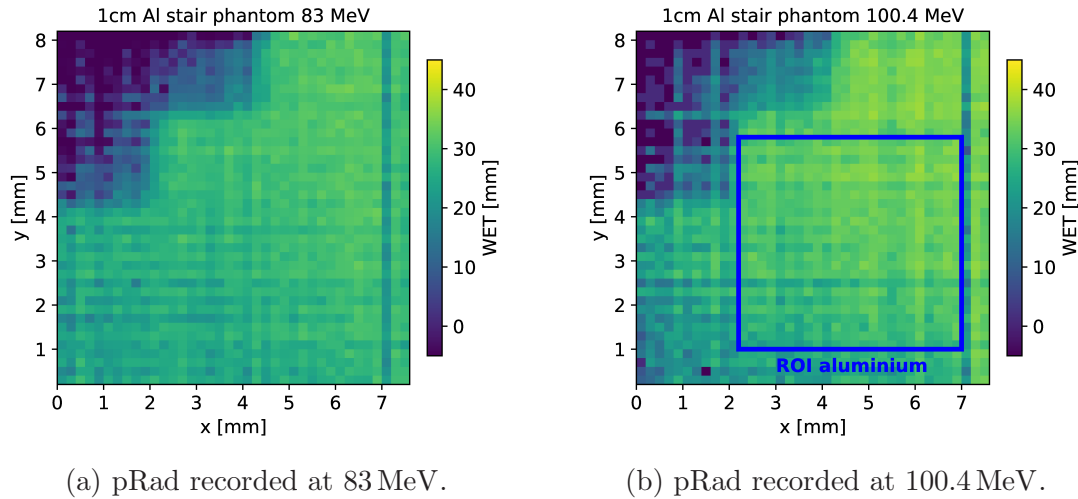 1cm Al stair phantom 83 MeV
8
7
6
5
4
3
2
1
y [mm]
0 1 2 3 4 5 6 7
x [mm]
40
30
20
10
0
WET [mm]
(a) pRad recorded at 83 MeV.
1cm Al stair phantom 100.4 MeV
8
7
6
5
4
3
2
1
y [mm]
ROI aluminium
0 1 2 3 4 5 6 7
x [mm]
40
30
20
10
0
WET [mm]
(b) pRad recorded at 100.4 MeV.